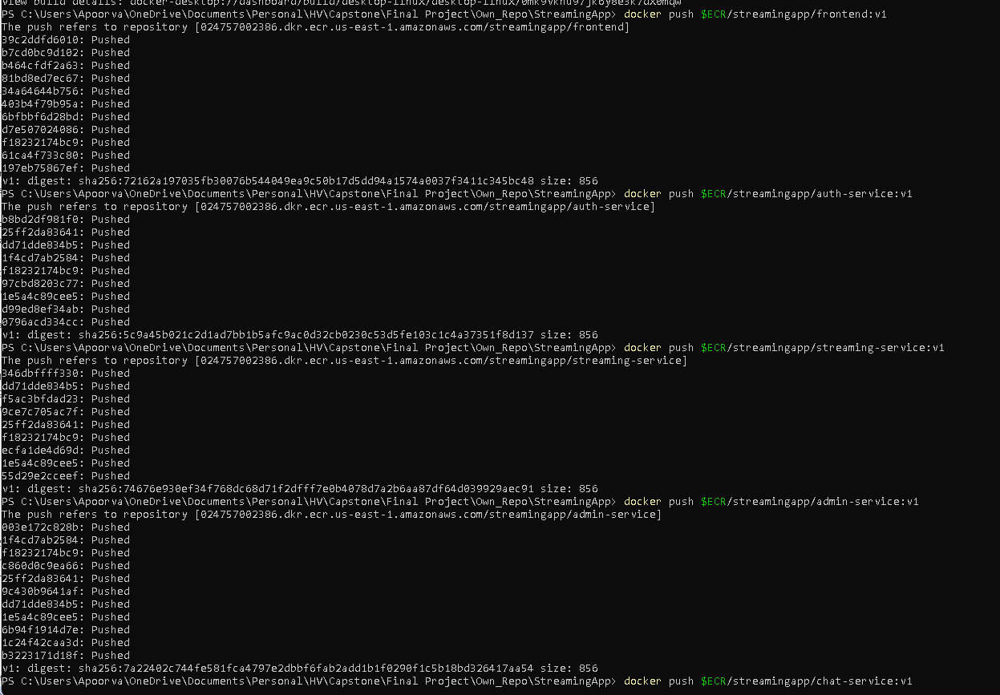 View build details: docker-desktop://dashboard/build/desktop-linux/desktop-linux/0mk9vknu97jk6y8e3k7dx0mqw
PS C:\Users\Apoorva\OneDrive\Documents\Personal\HV\Capstone\Final Project\Own_Repo\StreamingApp> docker push $ECR/streamingapp/frontend:v1
The push refers to repository [024757002386.dkr.ecr.us-east-1.amazonaws.com/streamingapp/frontend]
39c2ddfd6010: Pushed
b7cd0bc9d102: Pushed
b464cfdf2a63: Pushed
81bd8ed7ec67: Pushed
34a64644b756: Pushed
403b4f79b95a: Pushed
6bfbbf6d28bd: Pushed
d7e507024086: Pushed
f18232174bc9: Pushed
61ca4f733c80: Pushed
197eb75867ef: Pushed
v1: digest: sha256:72162a197035fb30076b544049ea9c50b17d5dd94a1574a0037f3411c345bc48 size: 856
PS C:\Users\Apoorva\OneDrive\Documents\Personal\HV\Capstone\Final Project\Own_Repo\StreamingApp> docker push $ECR/streamingapp/auth-service:v1
The push refers to repository [024757002386.dkr.ecr.us-east-1.amazonaws.com/streamingapp/auth-service]
b8bd2df981f0: Pushed
25ff2da83641: Pushed
dd71dde834b5: Pushed
1f4cd7ab2584: Pushed
f18232174bc9: Pushed
97cbd8203c77: Pushed
1e5a4c89cee5: Pushed
d99ed8ef34ab: Pushed
0796acd334cc: Pushed
v1: digest: sha256:5c9a45b021c2d1ad7bb1b5afc9ac0d32cb0230c53d5fe103c1c4a37351f8d137 size: 856
PS C:\Users\Apoorva\OneDrive\Documents\Personal\HV\Capstone\Final Project\Own_Repo\StreamingApp> docker push $ECR/streamingapp/streaming-service:v1
The push refers to repository [024757002386.dkr.ecr.us-east-1.amazonaws.com/streamingapp/streaming-service]
346dbffff330: Pushed
dd71dde834b5: Pushed
f5ac3bfdad23: Pushed
9ce7c705ac7f: Pushed
25ff2da83641: Pushed
f18232174bc9: Pushed
ecfa1de4d69d: Pushed
1e5a4c89cee5: Pushed
55d29e2cceef: Pushed
v1: digest: sha256:74676e930ef34f768dc68d71f2dfff7e0b4078d7a2b6aa87df64d039929aec91 size: 856
PS C:\Users\Apoorva\OneDrive\Documents\Personal\HV\Capstone\Final Project\Own_Repo\StreamingApp> docker push $ECR/streamingapp/admin-service:v1
The push refers to repository [024757002386.dkr.ecr.us-east-1.amazonaws.com/streamingapp/admin-service]
003e172c828b: Pushed
1f4cd7ab2584: Pushed
f18232174bc9: Pushed
c860d0c9ea66: Pushed
25ff2da83641: Pushed
9c430b9641af: Pushed
dd71dde834b5: Pushed
1e5a4c89cee5: Pushed
6b94f1914d7e: Pushed
1c24f42caa3d: Pushed
b3223171d18f: Pushed
v1: digest: sha256:7a22402c744fe581fca4797e2dbbf6fab2add1b1f0290f1c5b18bd326417aa54 size: 856
PS C:\Users\Apoorva\OneDrive\Documents\Personal\HV\Capstone\Final Project\Own_Repo\StreamingApp> docker push $ECR/streamingapp/chat-service:v1